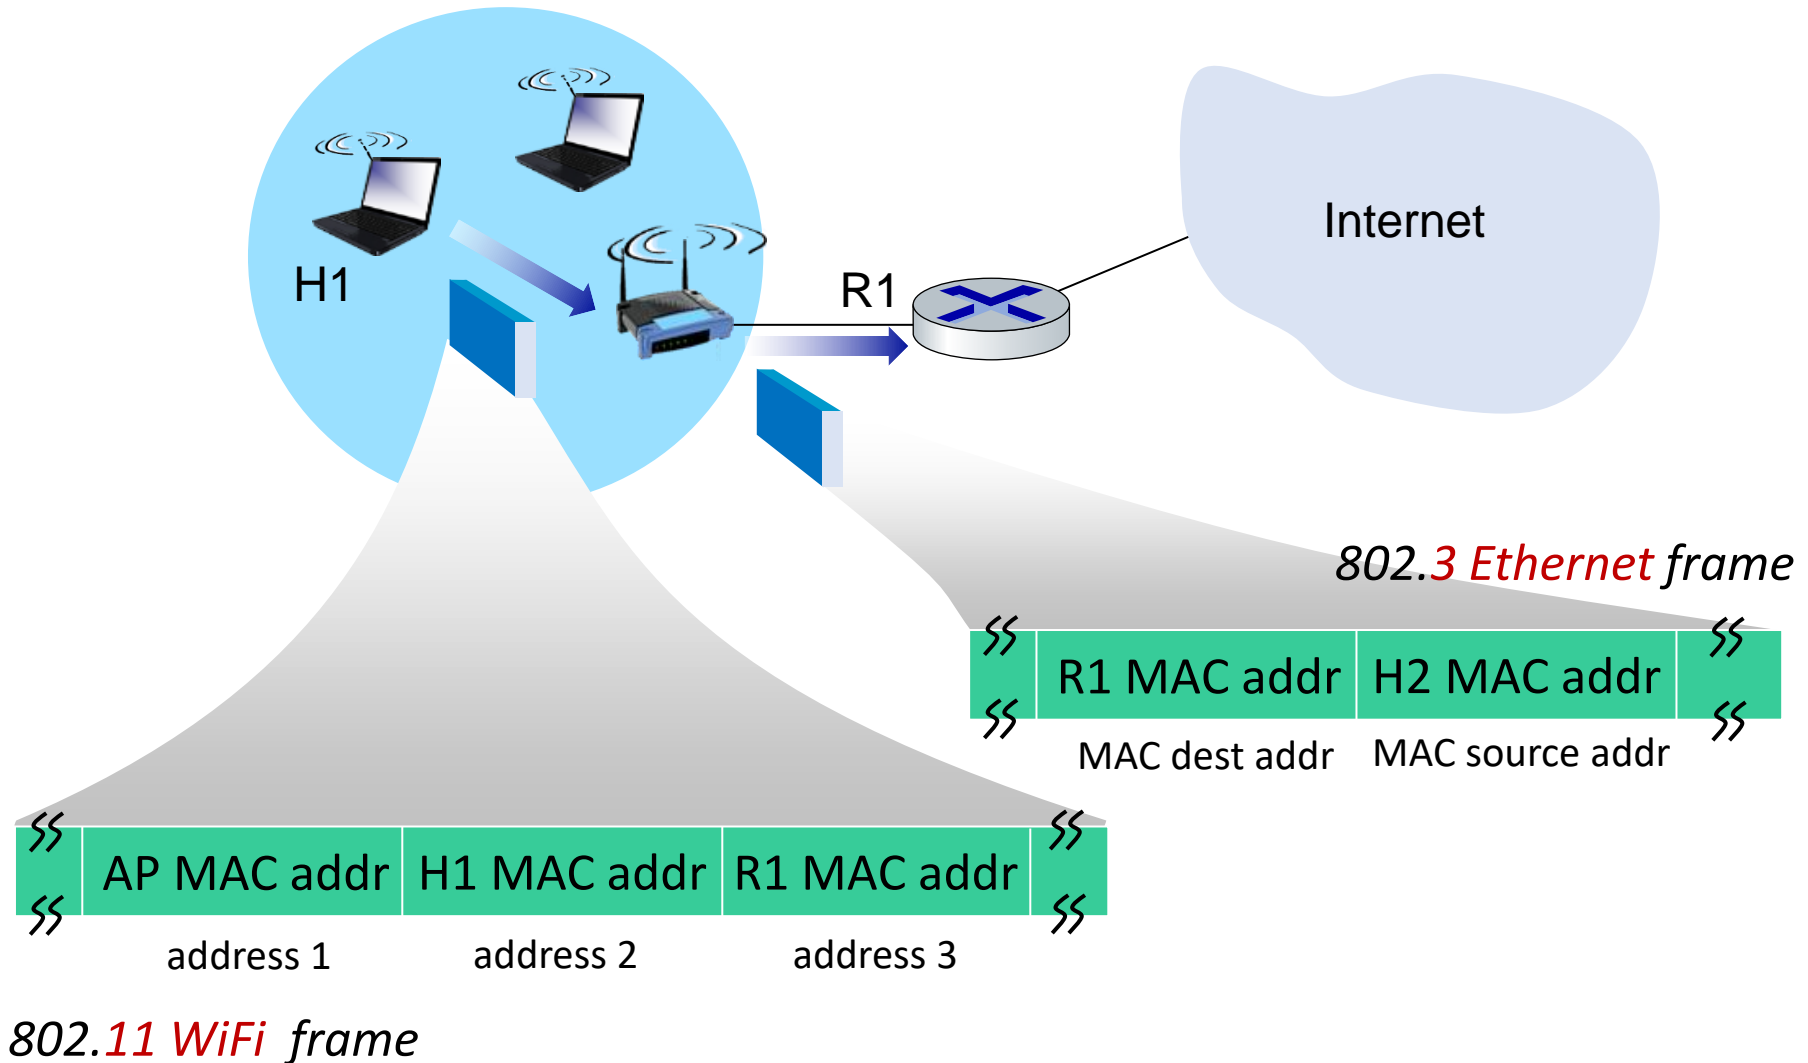 Internet
H1
R1
802.3 Ethernet frame
R1 MAC addr H2 MAC addr
MAC dest addr MAC source addr
AP MAC addr H1 MAC addr R1 MAC addr
address 1 address 2 address 3
802.11 WiFi frame